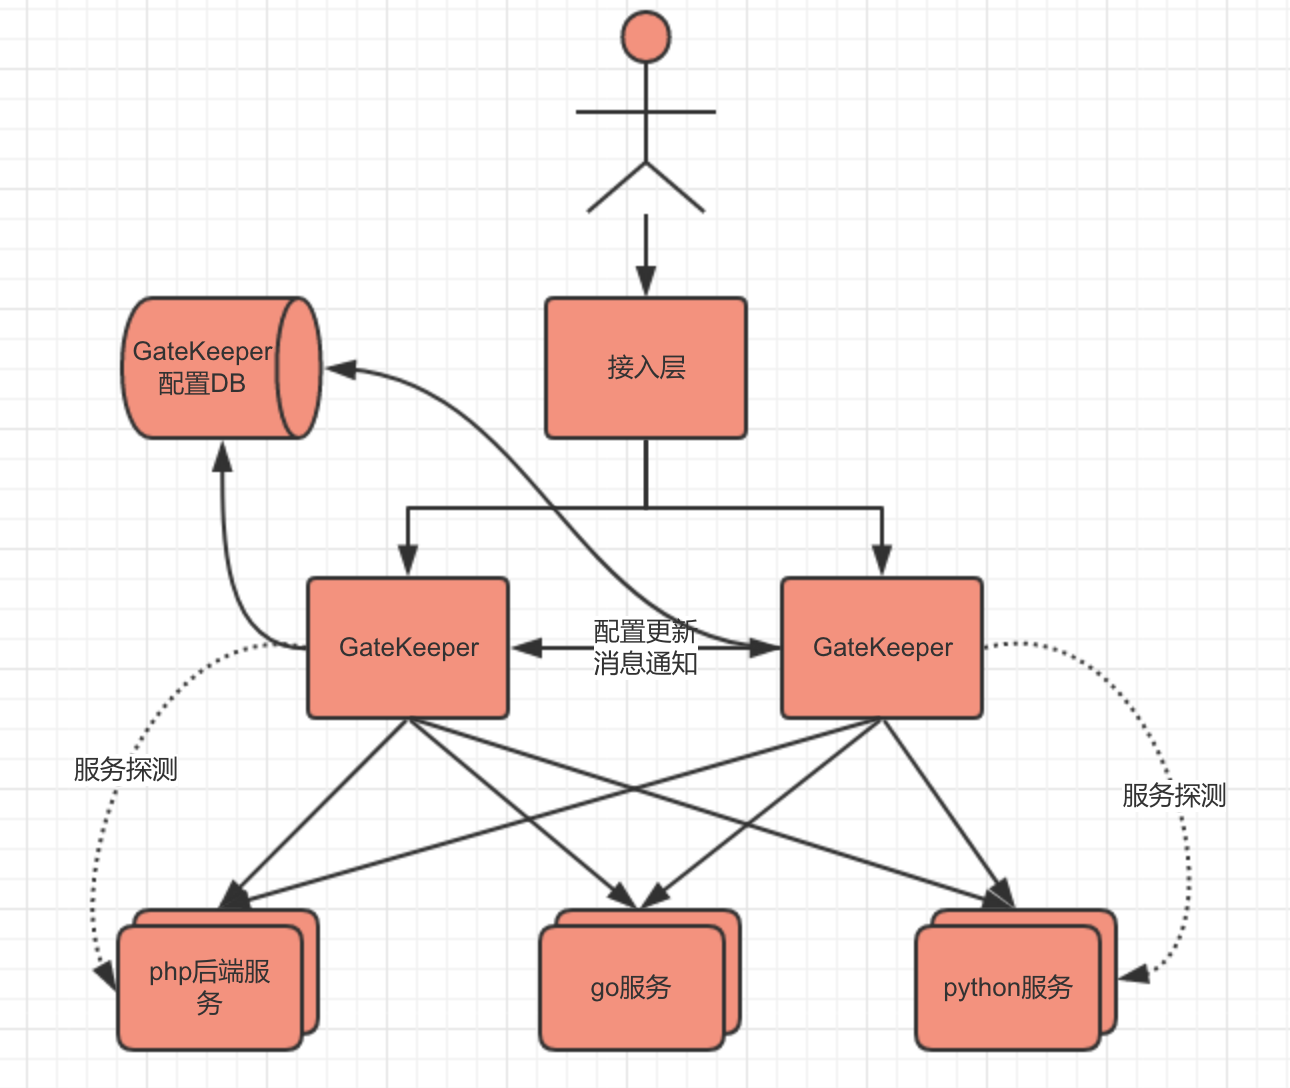 GateKeeper
配置DB
接入层
GateKeeper
配置更新
消息通知
GateKeeper
服务探测
服务探测
php后端服
务
go服务
python服务